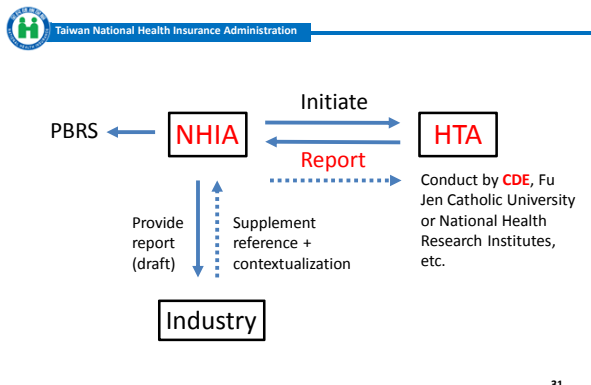 Taiwan National Health Insurance Administration
Initiate
PBRS
NHIA
HTA
Report
Conduct by CDE, Fu
Jen Catholic University
or National Health
Research Institutes,
etc.
Provide
report
(draft)
Supplement
reference +
contextualization
Industry
31